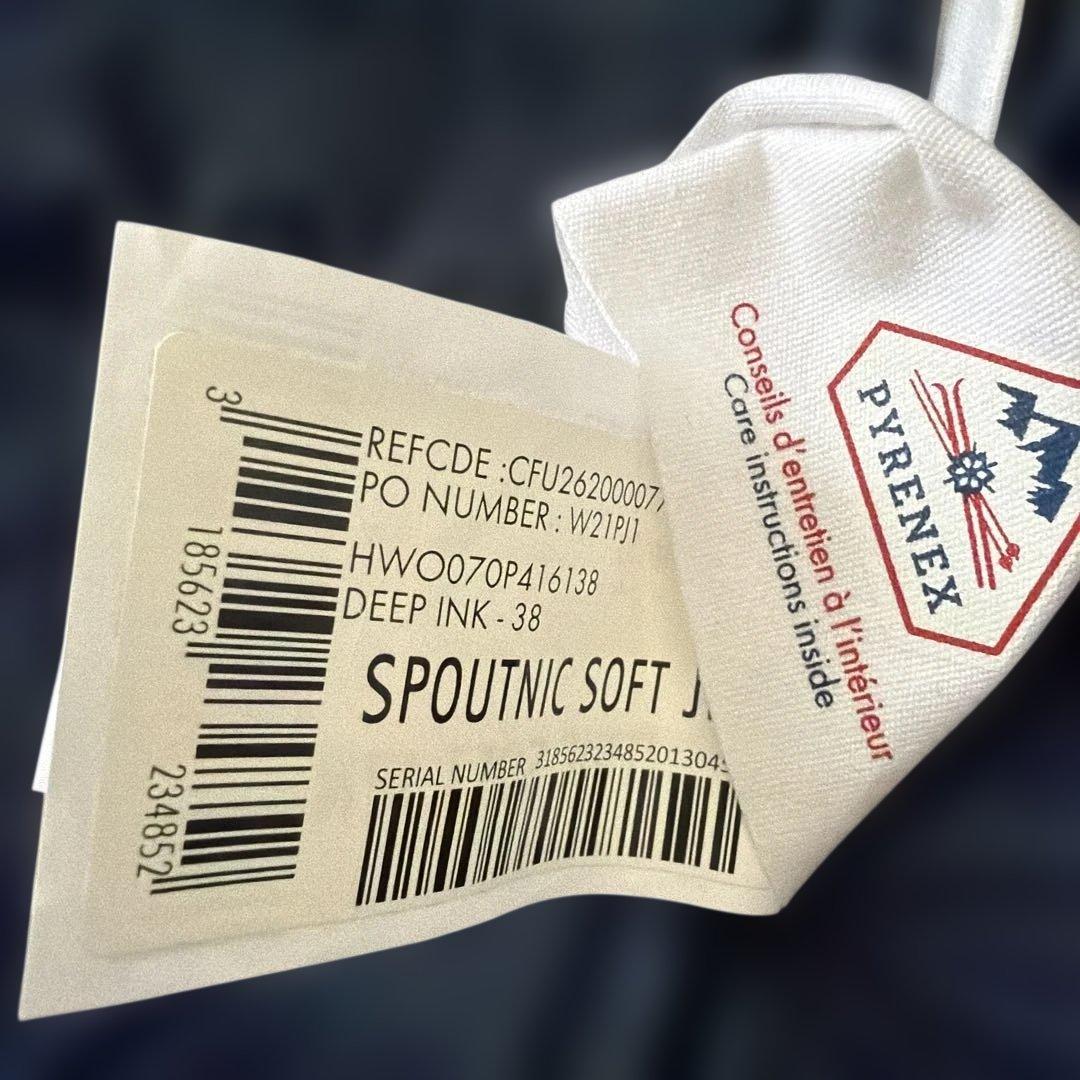 3 185623 234852
REFCDE :CFU26200007
PO NUMBER : W21PJ1
HWO070P416138
DEEP INK - 38
SPOUTNIC SOFT
SERIAL NUMBER 318562323485201304
Conseils d'entretien à l'intérieur
Care instructions inside
PYRENEX